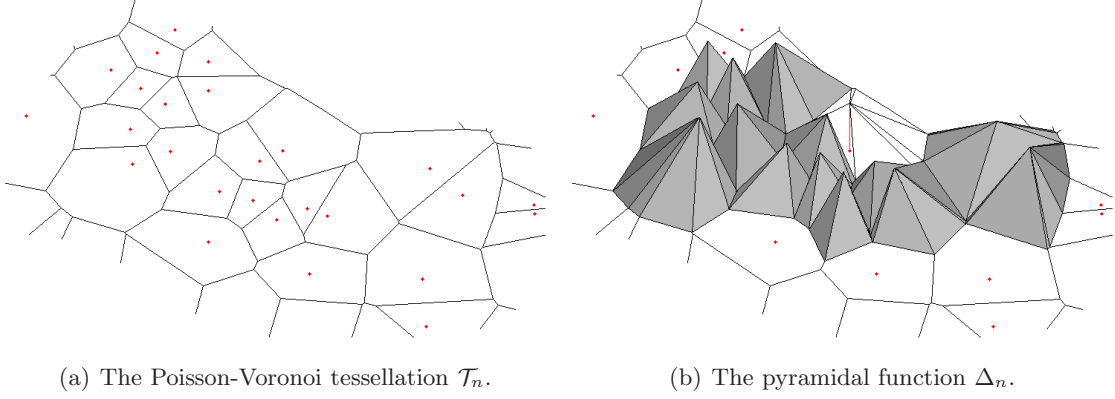 (a) The Poisson-Voronoi tessellation 𝒯ₙ.
(b) The pyramidal function Δₙ.